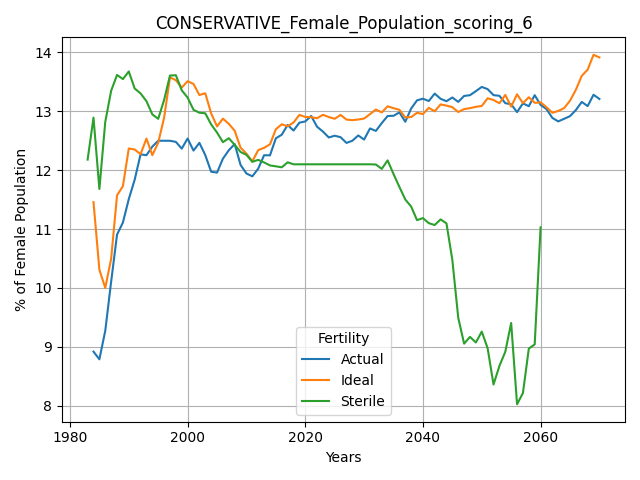 CONSERVATIVE_Female_Population_scoring_6
% of Female Population
14
13
12
11
10
9
8
Fertility
Actual
Ideal
Sterile
1980
2000
2020
2040
2060
Years